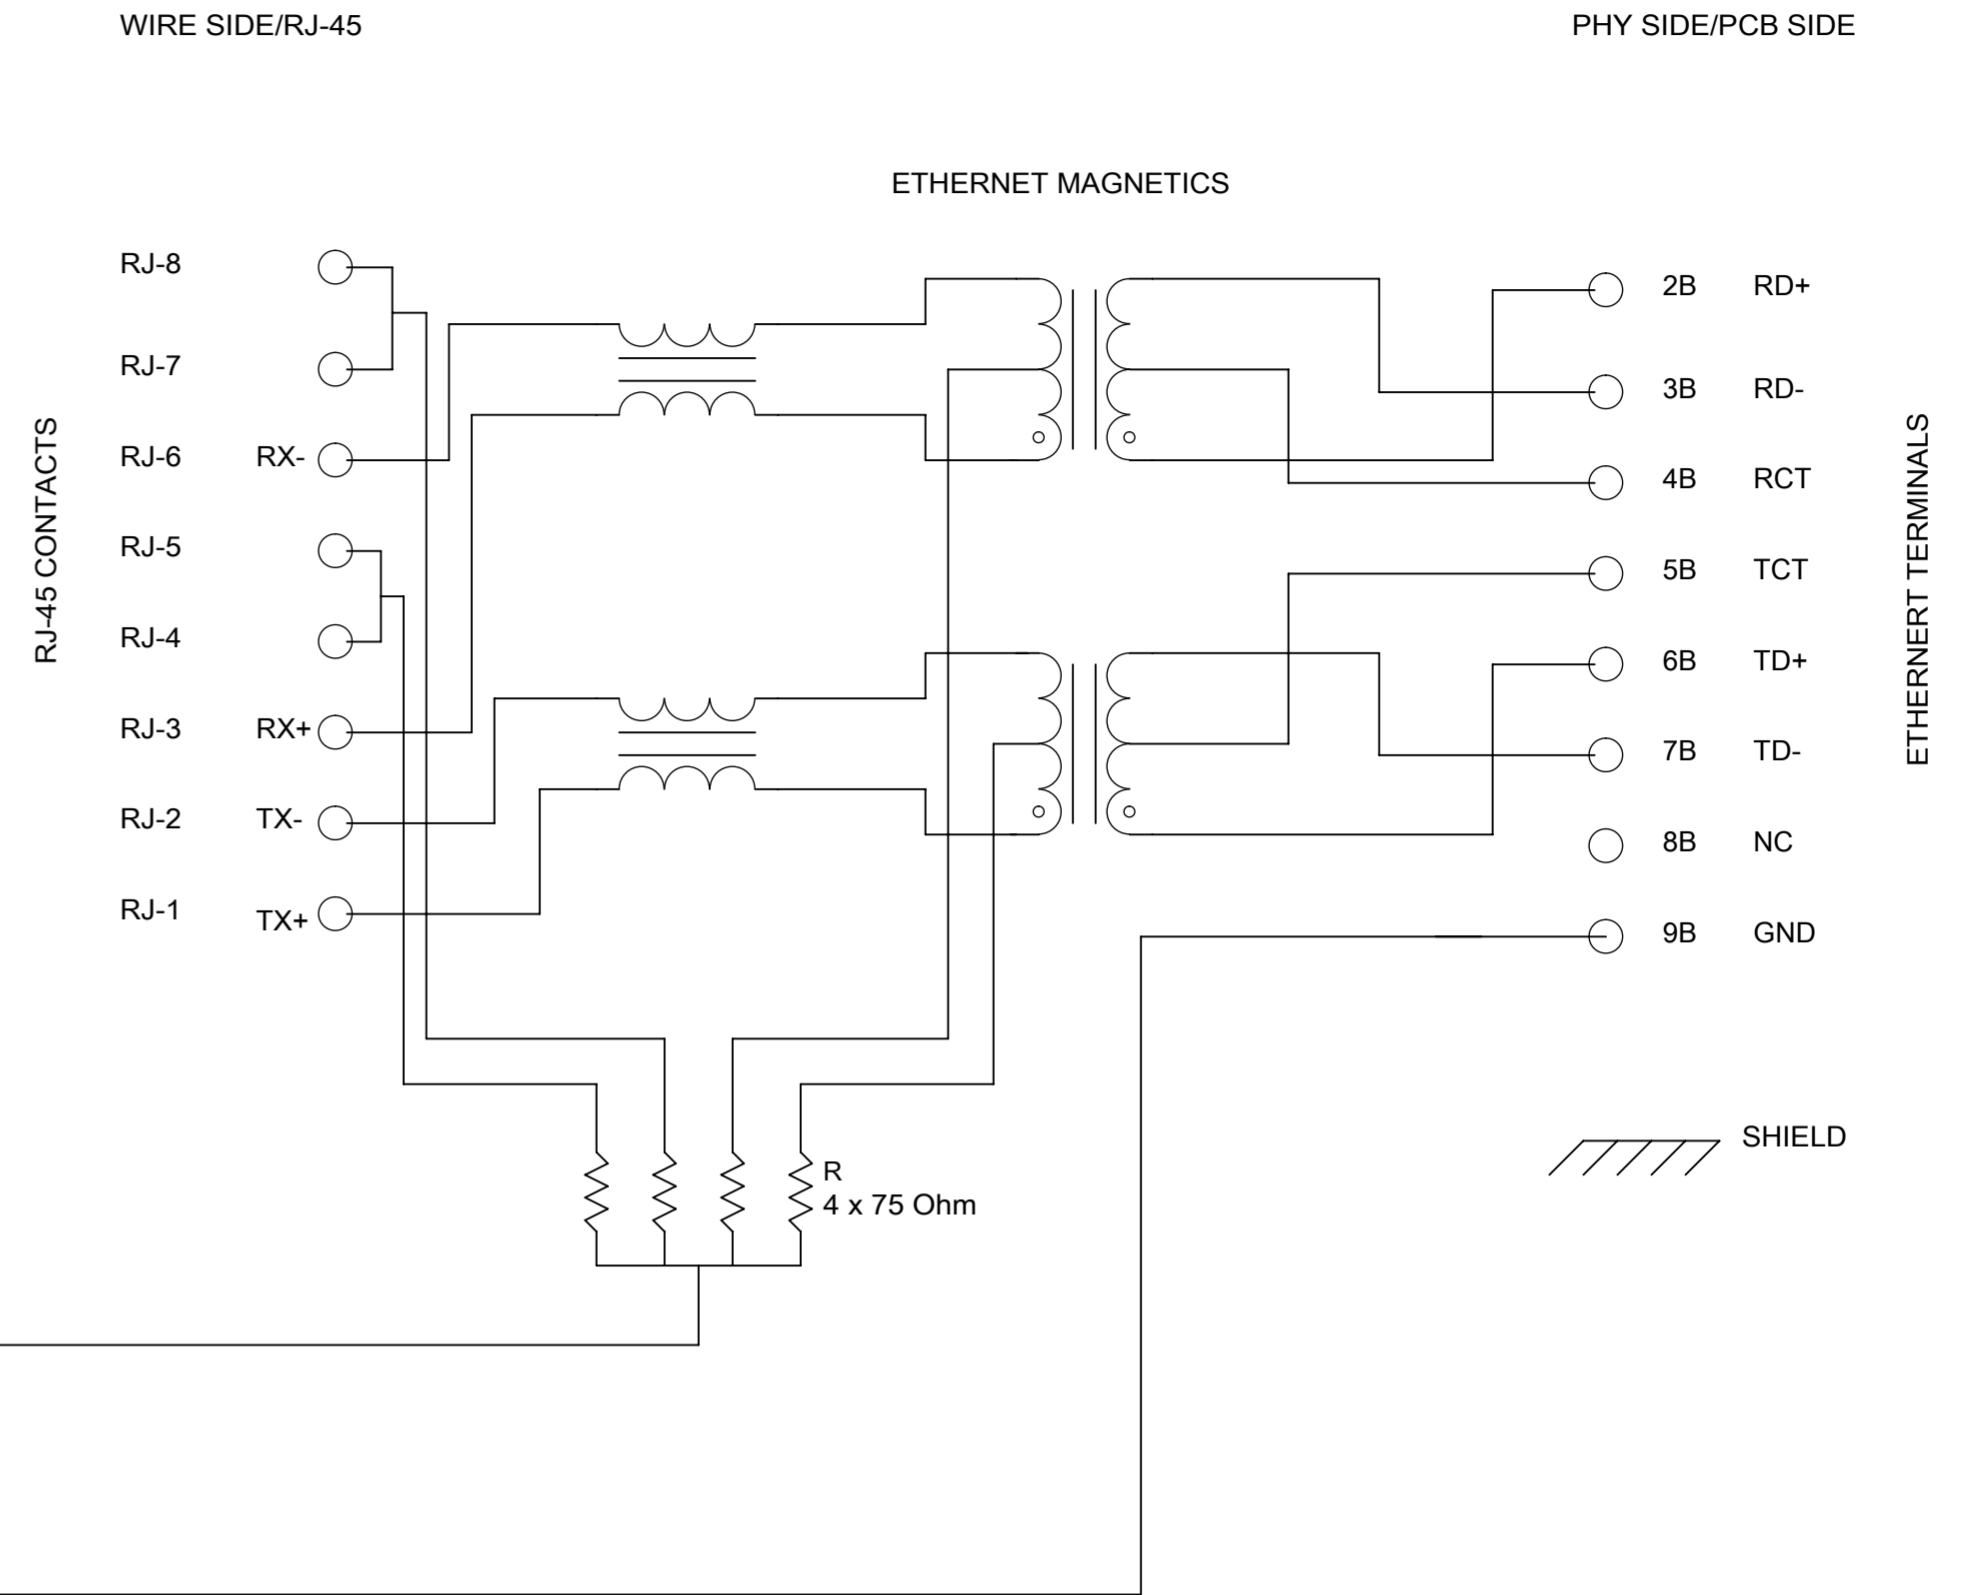 WIRE SIDE/RJ-45
PHY SIDE/PCB SIDE
ETHERNET MAGNETICS
RJ-45 CONTACTS
RJ-8
RJ-7
RJ-6 RX-
RJ-5
RJ-4
RJ-3 RX+
RJ-2 TX-
RJ-1 TX+
2B RD+
3B RD-
4B RCT
5B TCT
6B TD+
7B TD-
8B NC
9B GND
ETHERNERT TERMINALS
SHIELD
R
4 x 75 Ohm